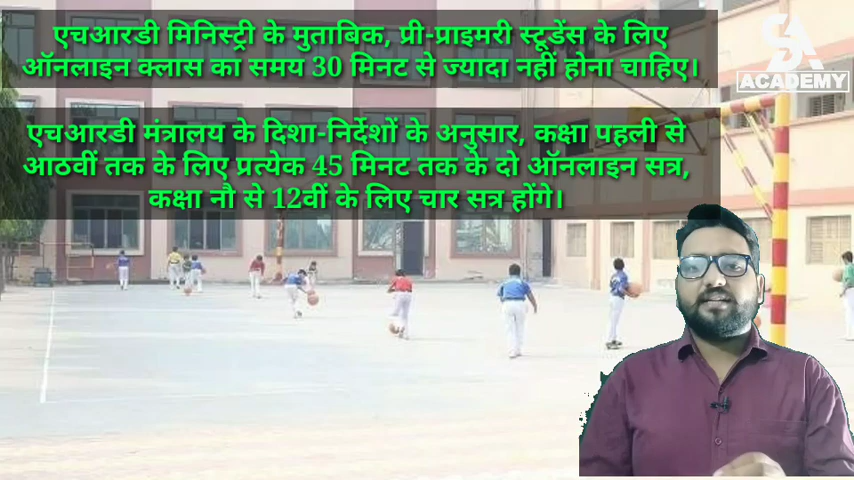 एचआरडी मिनिस्ट्री के मुताबिक, प्री-प्राइमरी स्टूडेंस के लिए
ऑनलाइन क्लास का समय 30 मिनट से ज्यादा नहीं होना चाहिए।
एचआरडी मंत्रालय के दिशा-निर्देशों के अनुसार, कक्षा पहली से
आठवीं तक के लिए प्रत्येक 45 मिनट तक के दो ऑनलाइन सत्र,
कक्षा नौ से 12वीं के लिए चार सत्र होंगे।
SA
ACADEMY